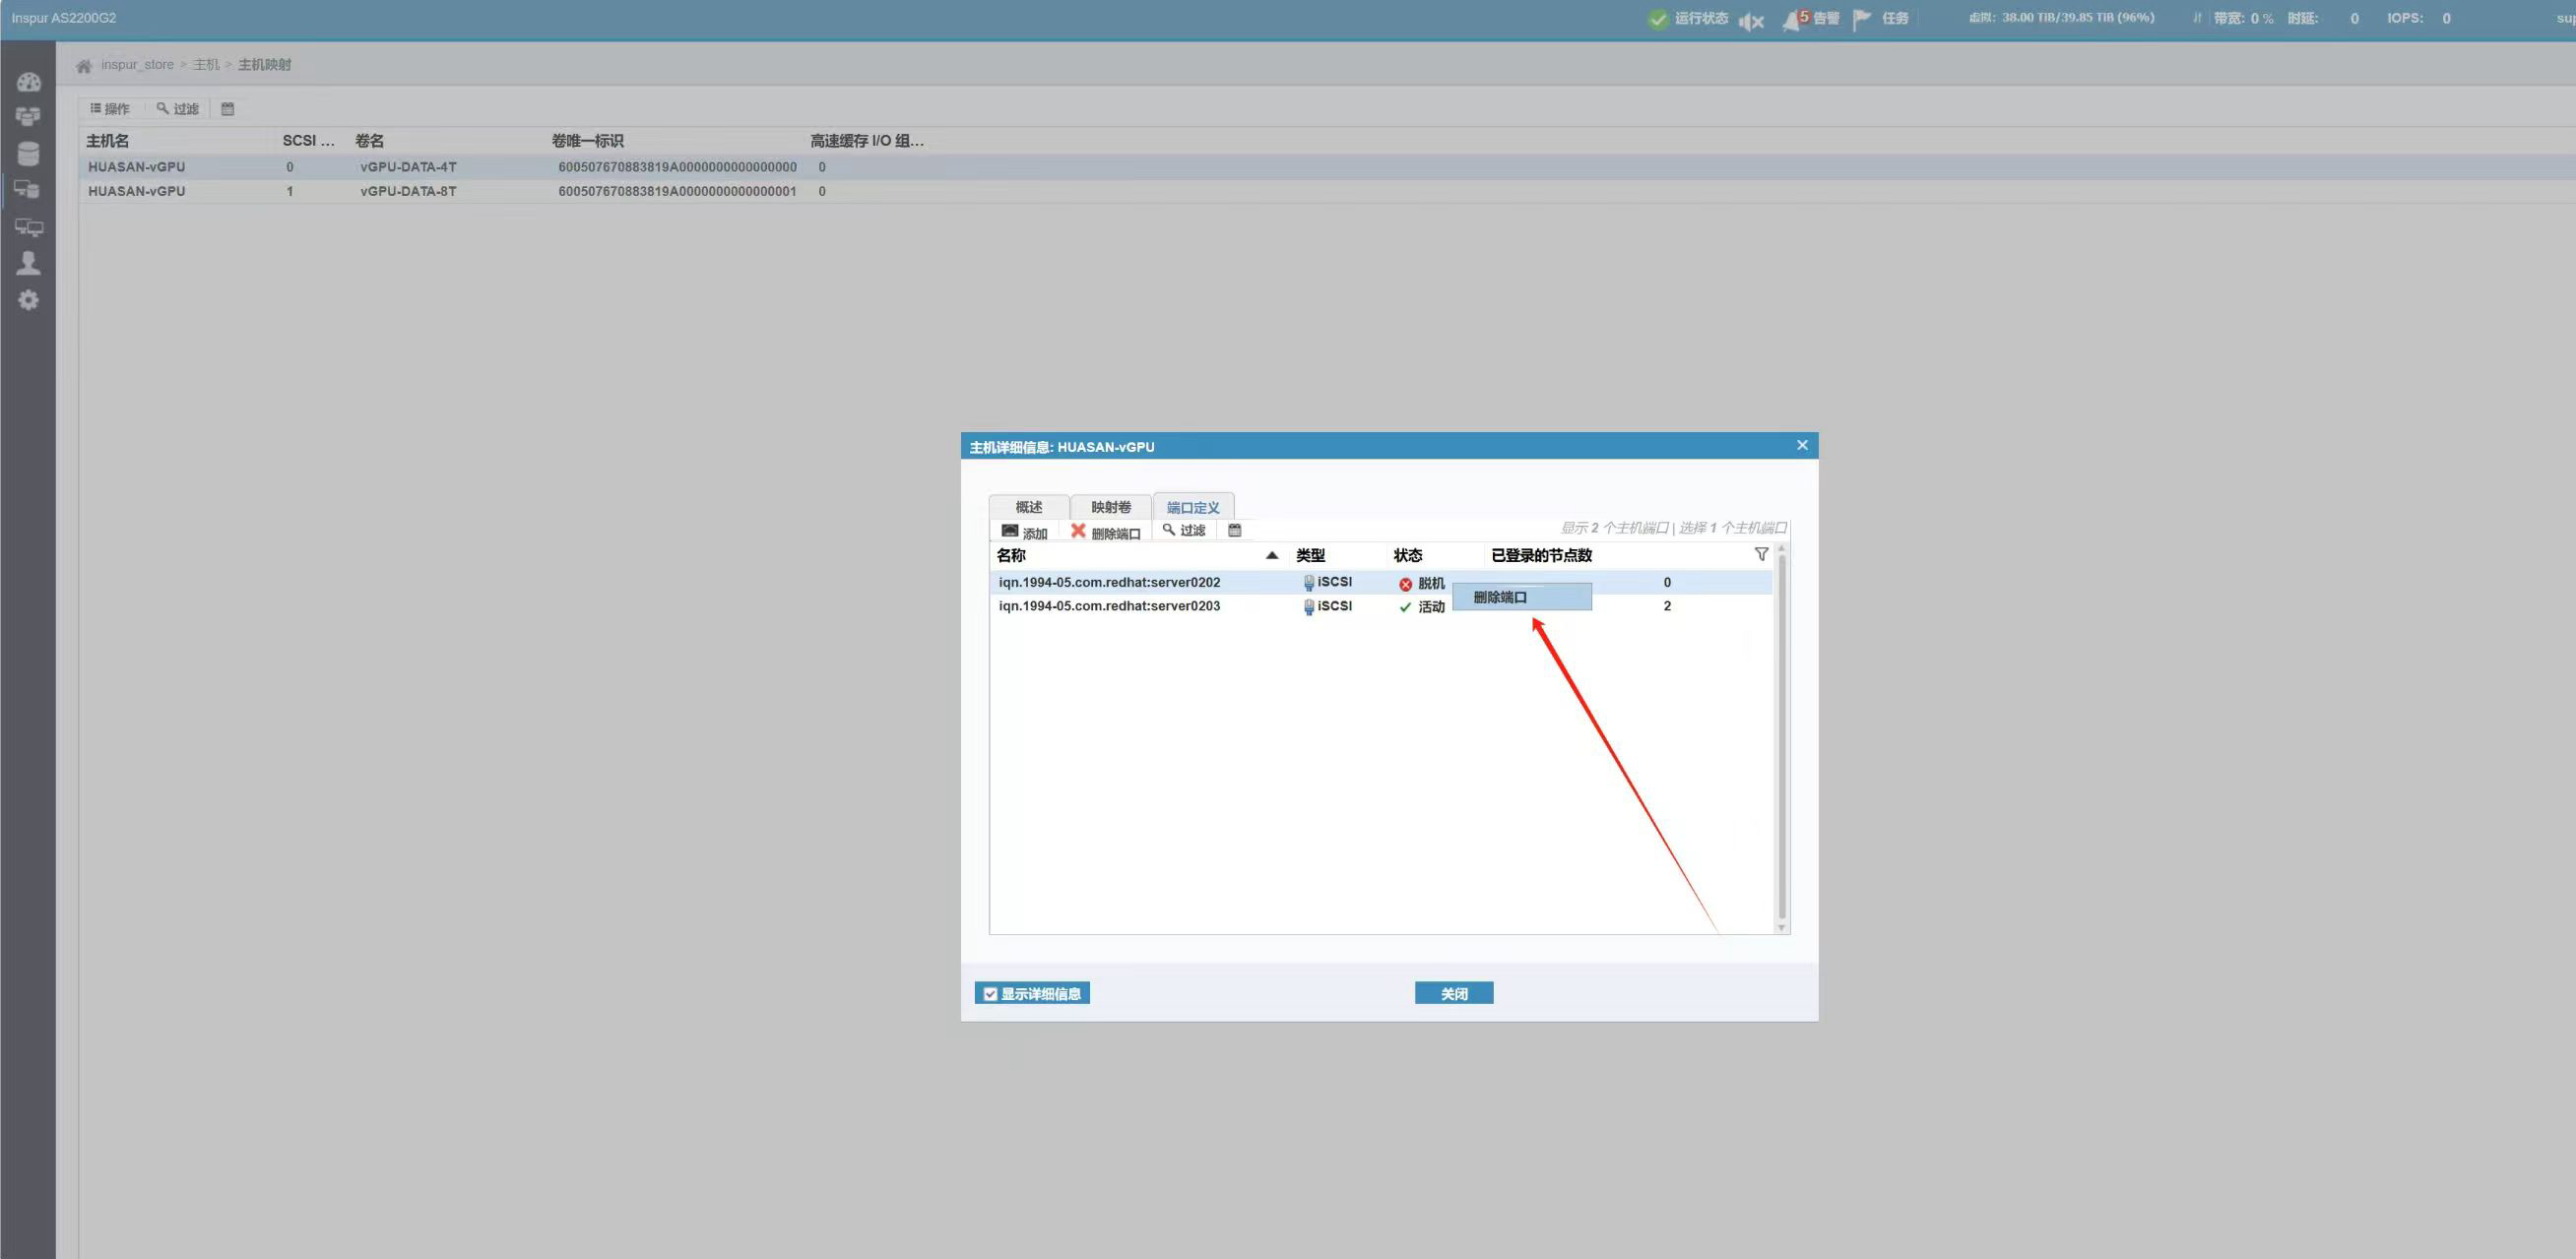 Inspur AS2200G2
运行状态 5 告警 任务 虚拟: 38.00 TiB/39.85 TiB (96%) 带宽: 0 % 时延: 0 IOPS: 0 sup
inspur_store > 主机 > 主机映射
操作 过滤
主机名 SCSI ... 卷名 卷唯一标识 高速缓存 I/O 组...
HUASAN-vGPU 0 vGPU-DATA-4T 600507670883819A0000000000000000 0
HUASAN-vGPU 1 vGPU-DATA-8T 600507670883819A0000000000000001 0
主机详细信息: HUASAN-vGPU
概述 映射卷 端口定义
添加 删除端口 过滤 显示 2 个主机端口 | 选择 1 个主机端口
名称 类型 状态 已登录的节点数
iqn.1994-05.com.redhat:server0202 iSCSI 脱机 0
删除端口
iqn.1994-05.com.redhat:server0203 iSCSI 活动 2
显示详细信息 关闭